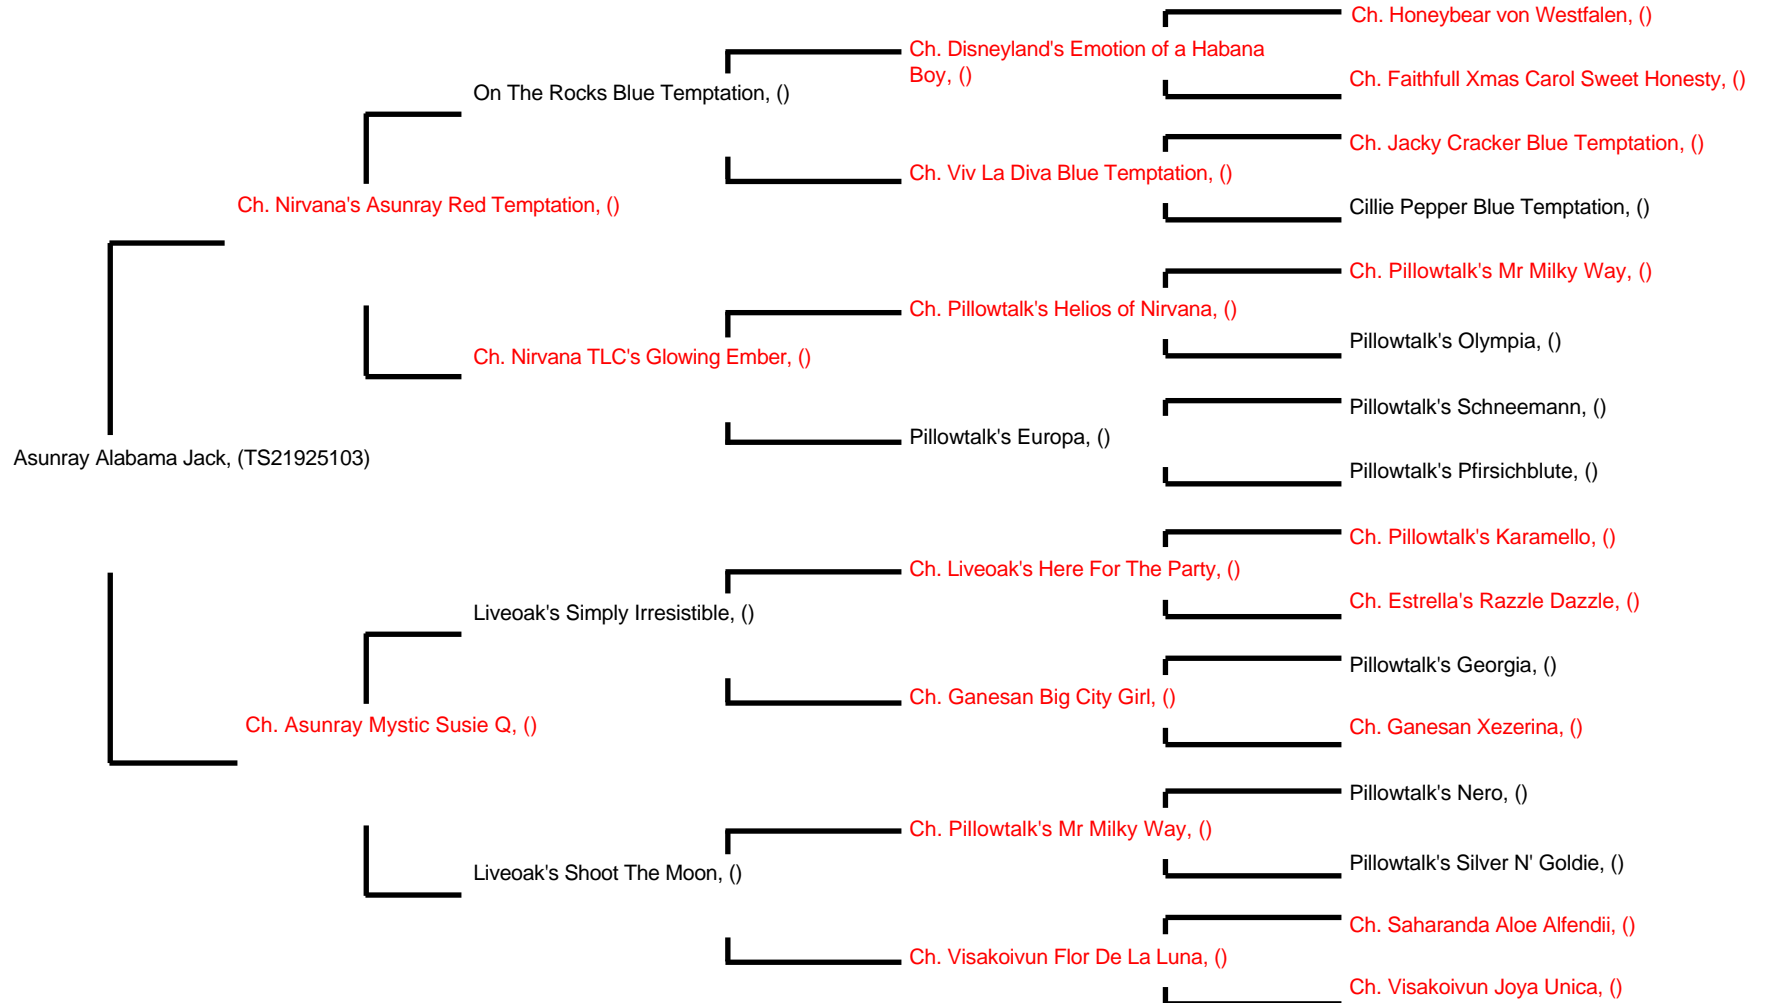 Ch. Honeybear von Westfalen, ()
Ch. Disneyland's Emotion of a Habana
Boy, ()
Ch. Faithfull Xmas Carol Sweet Honesty, ()
On The Rocks Blue Temptation, ()
Ch. Jacky Cracker Blue Temptation, ()
Ch. Viv La Diva Blue Temptation, ()
Cillie Pepper Blue Temptation, ()
Ch. Nirvana's Asunray Red Temptation, ()
Ch. Pillowtalk's Mr Milky Way, ()
Ch. Pillowtalk's Helios of Nirvana, ()
Pillowtalk's Olympia, ()
Ch. Nirvana TLC's Glowing Ember, ()
Pillowtalk's Schneemann, ()
Pillowtalk's Europa, ()
Pillowtalk's Pfirsichblute, ()
Asunray Alabama Jack, (TS21925103)
Ch. Pillowtalk's Karamello, ()
Ch. Liveoak's Here For The Party, ()
Ch. Estrella's Razzle Dazzle, ()
Liveoak's Simply Irresistible, ()
Pillowtalk's Georgia, ()
Ch. Ganesan Big City Girl, ()
Ch. Ganesan Xezerina, ()
Ch. Asunray Mystic Susie Q, ()
Pillowtalk's Nero, ()
Ch. Pillowtalk's Mr Milky Way, ()
Pillowtalk's Silver N' Goldie, ()
Liveoak's Shoot The Moon, ()
Ch. Saharanda Aloe Alfendii, ()
Ch. Visakoivun Flor De La Luna, ()
Ch. Visakoivun Joya Unica, ()